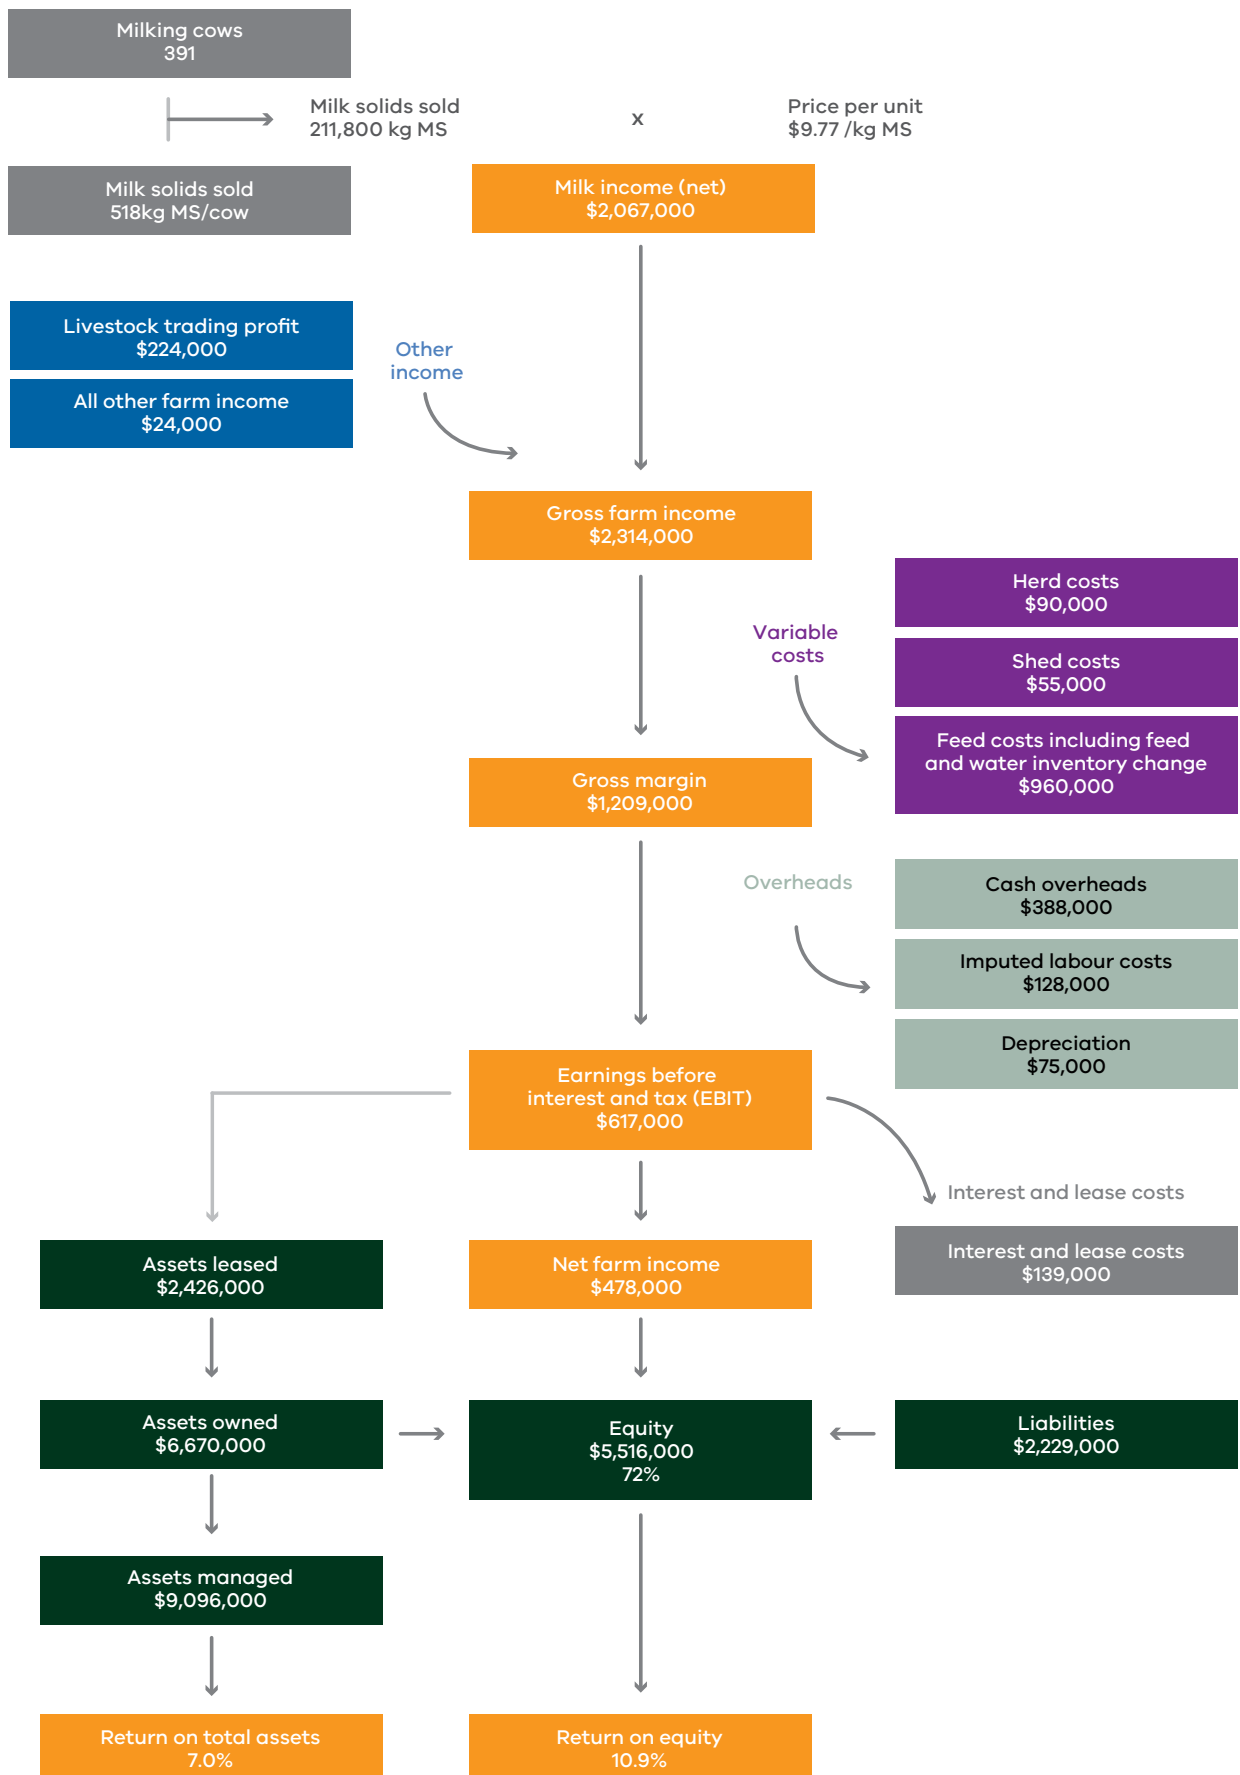 Milking cows
391
Milk solids sold
211,800 kg MS
x
Price per unit
$9.77 /kg MS
Milk solids sold
518kg MS/cow
Milk income (net)
$2,067,000
Livestock trading profit
$224,000
All other farm income
$24,000
Other
income
Gross farm income
$2,314,000
Variable
costs
Herd costs
$90,000
Shed costs
$55,000
Feed costs including feed
and water inventory change
$960,000
Gross margin
$1,209,000
Overheads
Cash overheads
$388,000
Imputed labour costs
$128,000
Depreciation
$75,000
Earnings before
interest and tax (EBIT)
$617,000
Interest and lease costs
Interest and lease costs
$139,000
Assets leased
$2,426,000
Net farm income
$478,000
Assets owned
$6,670,000
Equity
$5,516,000
72%
Liabilities
$2,229,000
Assets managed
$9,096,000
Return on total assets
7.0%
Return on equity
10.9%